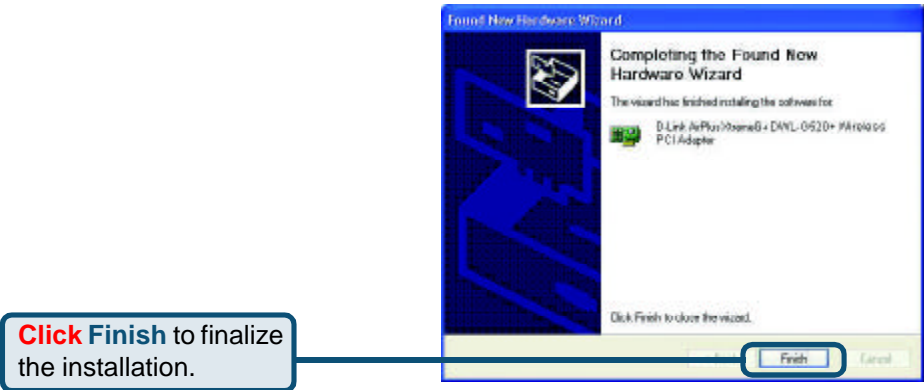 Found New Hardware Wizard
Completing the Found New
Hardware Wizard
The wizard has finished installing the software for:
D-Link AirPlus XtremeG+ DWL-G520+ Wireless
PCI Adapter
Click Finish to close the wizard.
Click Finish to finalize
the installation.
Finish
Cancel